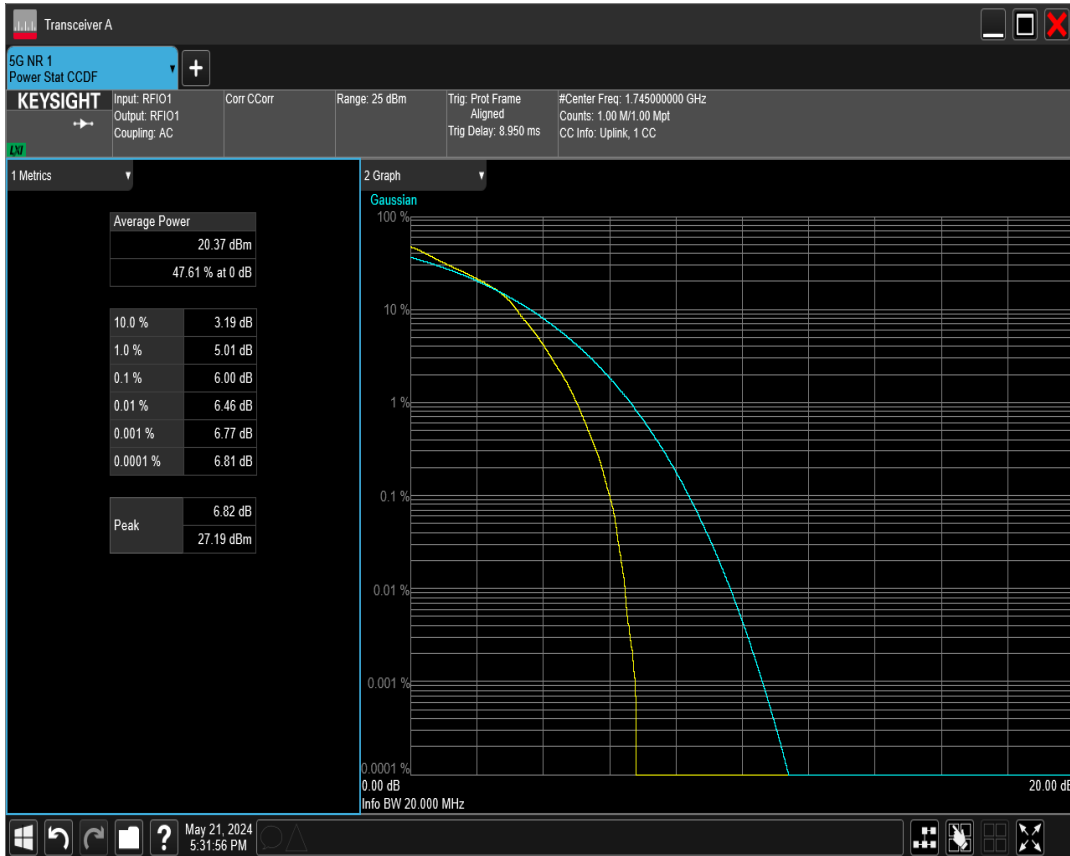 Transceiver A
5G NR 1
Power Stat CCDF
+
KEYSIGHT
LXI
Input: RFIO1
Output: RFIO1
Coupling: AC
Corr CCorr
Range: 25 dBm
Trig: Prot Frame
Aligned
Trig Delay: 8.950 ms
#Center Freq: 1.745000000 GHz
Counts: 1.00 M/1.00 Mpt
CC Info: Uplink, 1 CC
1 Metrics
Average Power
20.37 dBm
47.61 % at 0 dB
10.0 % 3.19 dB
1.0 % 5.01 dB
0.1 % 6.00 dB
0.01 % 6.46 dB
0.001 % 6.77 dB
0.0001 % 6.81 dB
Peak
6.82 dB
27.19 dBm
2 Graph
Gaussian
100 %
10 %
1 %
0.1 %
0.01 %
0.001 %
0.0001 %
0.00 dB 20.00 dB
Info BW 20.000 MHz
?
May 21, 2024
5:31:56 PM